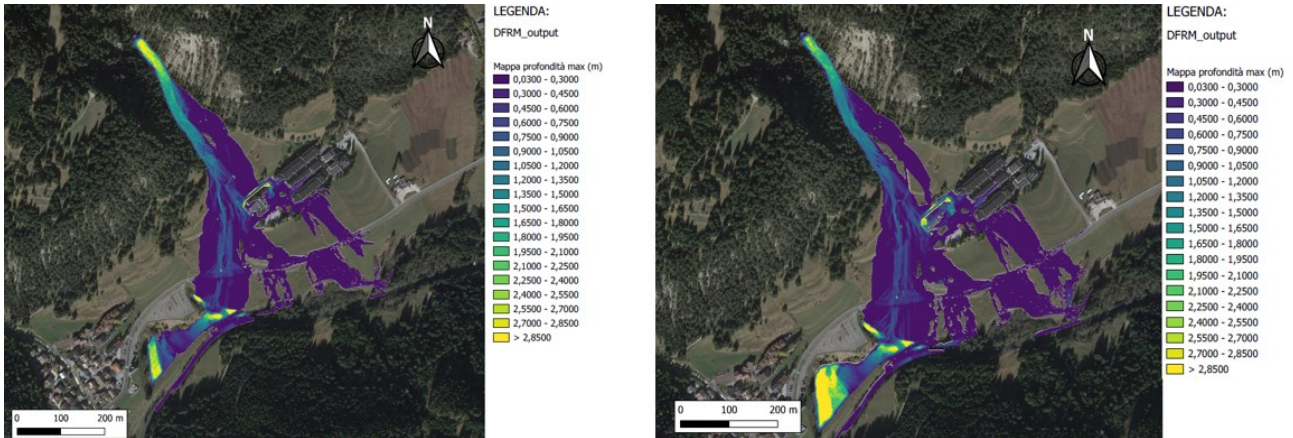 LEGENDA:
DFRM_output
Mappa profondità max (m)
0,0300 - 0,3000
0,3000 - 0,4500
0,4500 - 0,6000
0,6000 - 0,7500
0,7500 - 0,9000
0,9000 - 1,0500
1,0500 - 1,2000
1,2000 - 1,3500
1,3500 - 1,5000
1,5000 - 1,6500
1,6500 - 1,8000
1,8000 - 1,9500
1,9500 - 2,1000
2,1000 - 2,2500
2,2500 - 2,4000
2,4000 - 2,5500
2,5500 - 2,7000
2,7000 - 2,8500
> 2,8500
N
0 100 200 m
LEGENDA:
DFRM_output
Mappa profondità max (m)
0,0300 - 0,3000
0,3000 - 0,4500
0,4500 - 0,6000
0,6000 - 0,7500
0,7500 - 0,9000
0,9000 - 1,0500
1,0500 - 1,2000
1,2000 - 1,3500
1,3500 - 1,5000
1,5000 - 1,6500
1,6500 - 1,8000
1,8000 - 1,9500
1,9500 - 2,1000
2,1000 - 2,2500
2,2500 - 2,4000
2,4000 - 2,5500
2,5500 - 2,7000
2,7000 - 2,8500
> 2,8500
N
0 100 200 m